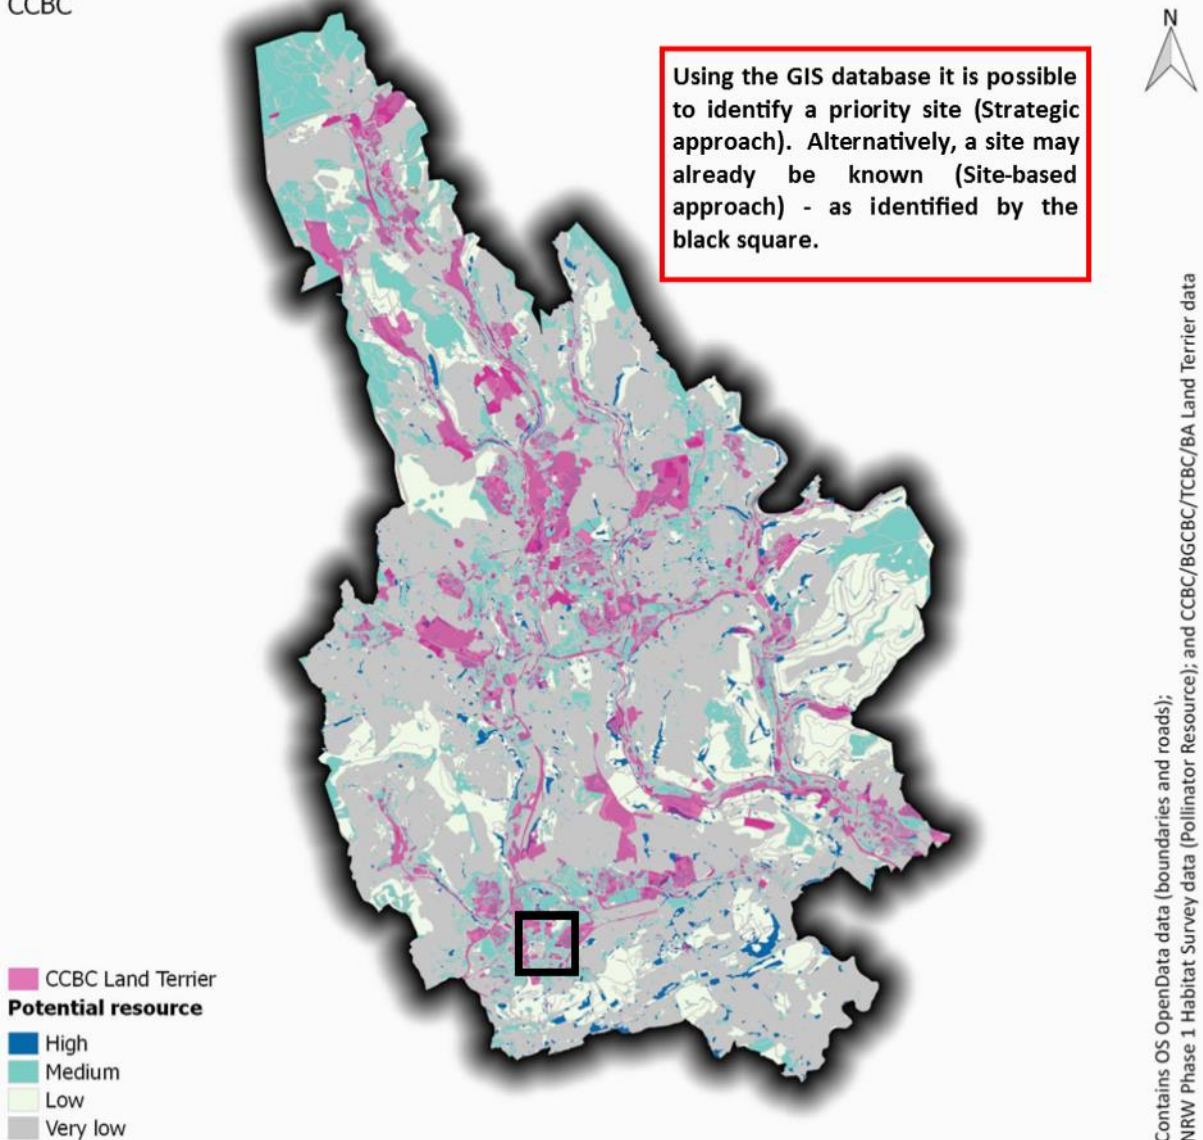 CCBC
N
Using the GIS database it is possible
to identify a priority site (Strategic
approach). Alternatively, a site may
already be known (Site-based
approach) - as identified by the
black square.
CCBC Land Terrier
Potential resource
High
Medium
Low
Very low
Contains OS OpenData data (boundaries and roads);
NRW Phase 1 Habitat Survey data (Pollinator Resource); and CCBC/BGCBC/TCBC/BA Land Terrier data